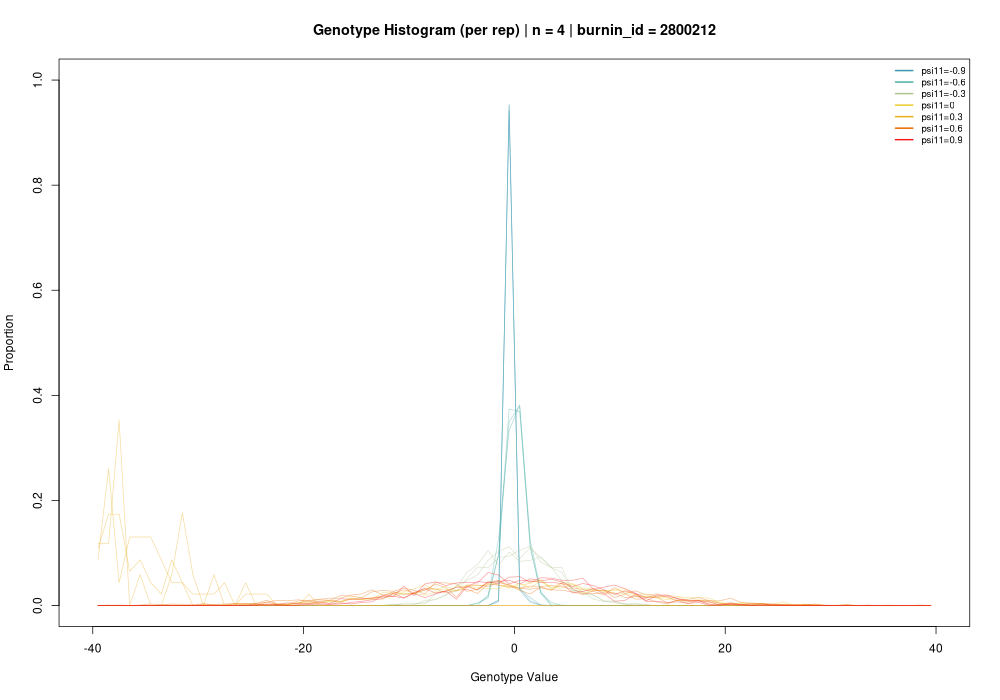 Genotype Histogram (per rep) | n = 4 | burnin_id = 2800212
psi11=-0.9
psi11=-0.6
psi11=-0.3
psi11=0
psi11=0.3
psi11=0.6
psi11=0.9
Proportion
1.0
0.8
0.6
0.4
0.2
0.0
-40
-20
0
20
40
Genotype Value